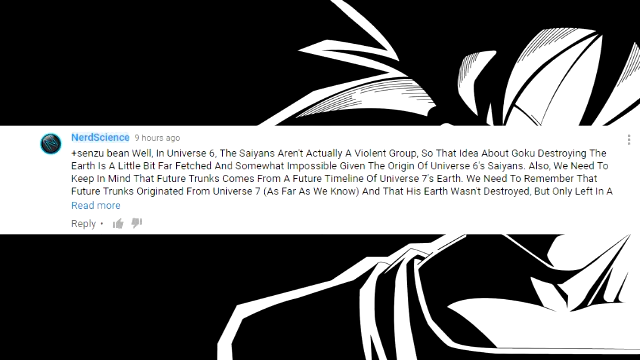 NerdScience 9 hours ago
+senzu bean Well, In Universe 6, The Saiyans Aren't Actually A Violent Group, So That Idea About Goku Destroying The
Earth Is A Little Bit Far Fetched And Somewhat Impossible Given The Origin Of Universe 6's Saiyans. Also, We Need To
Keep In Mind That Future Trunks Comes From A Future Timeline Of Universe 7's Earth. We Need To Remember That
Future Trunks Originated From Universe 7 (As Far As We Know) And That His Earth Wasn't Destroyed, But Only Left In A
Read more
Reply •